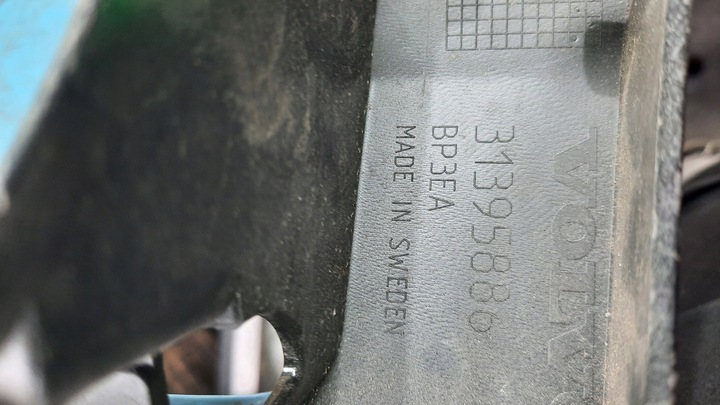 VOLVO
31395886
BP3EA
MADE IN SWEDEN